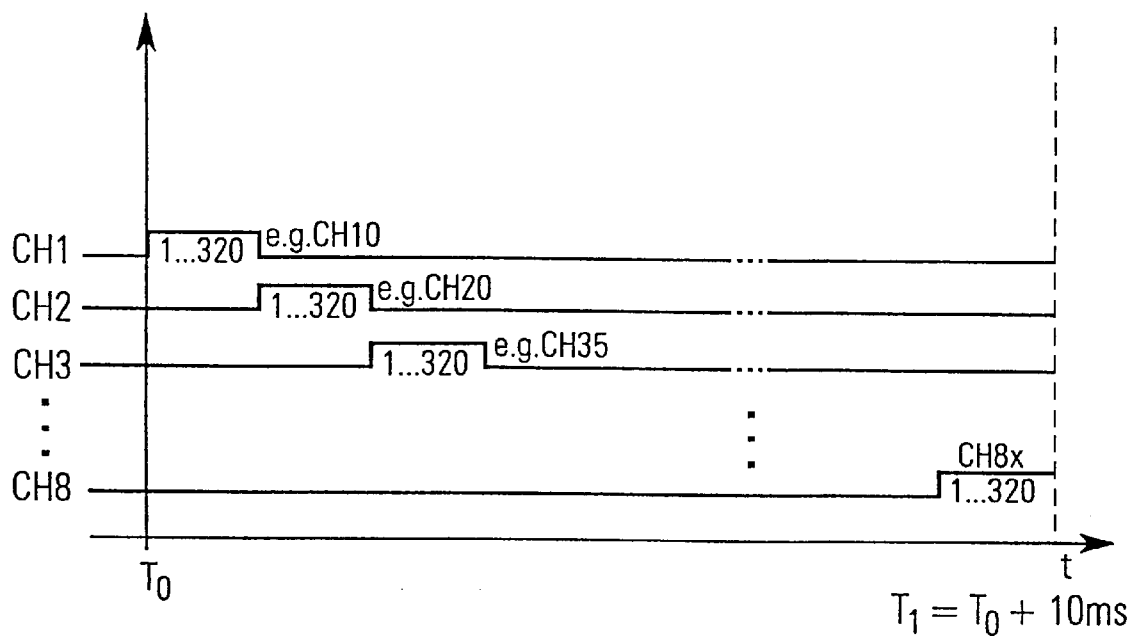 CH1 1...320 e.g.CH10 ...
CH2 1...320 e.g.CH20 ...
CH3 1...320 e.g.CH35 ...
CH8x
CH8 1...320
T0 t
T1 = T0 + 10ms